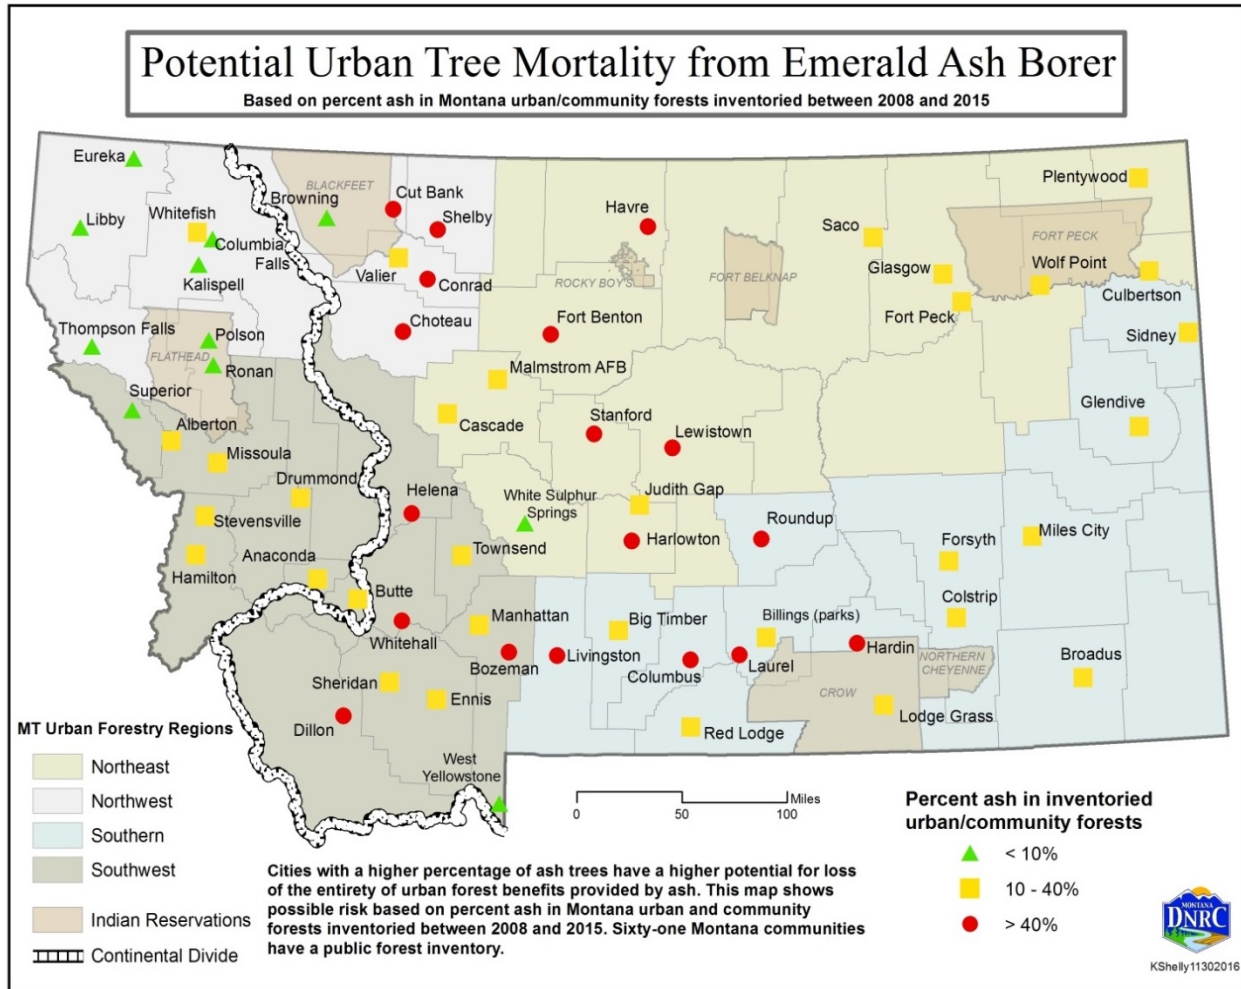 Potential Urban Tree Mortality from Emerald Ash Borer
Based on percent ash in Montana urban/community forests inventoried between 2008 and 2015
Eureka
Libby
Whitefish
Columbia
Falls
Kalispell
BLACKFEET
Browning
Cut Bank
Shelby
Valier
Conrad
Choteau
Havre
ROCKY BOY'S
FORT BELKNAP
Saco
Glasgow
Fort Peck
Plentywood
FORT PECK
Wolf Point
Culbertson
Sidney
Thompson Falls
FLATHEAD
Polson
Ronan
Superior
Alberton
Missoula
Drummond
Stevensville
Hamilton
Anaconda
Butte
Fort Benton
Malmstrom AFB
Cascade
Stanford
Lewistown
Glendive
Helena
White Sulphur
Springs
Judith Gap
Harlowton
Roundup
Townsend
Forsyth
Miles City
Colstrip
Whitehall
Manhattan
Bozeman
Livingston
Big Timber
Columbus
Billings (parks)
Laurel
Hardin
CROW
NORTHERN
CHEYENNE
Broadus
Lodge Grass
Red Lodge
Sheridan
Ennis
Dillon
West
Yellowstone
MT Urban Forestry Regions
Northeast
Northwest
Southern
Southwest
Indian Reservations
Continental Divide
0
50
100
Miles
Cities with a higher percentage of ash trees have a higher potential for loss
of the entirety of urban forest benefits provided by ash. This map shows
possible risk based on percent ash in Montana urban and community
forests inventoried between 2008 and 2015. Sixty-one Montana communities
have a public forest inventory.
Percent ash in inventoried
urban/community forests
< 10%
10 - 40%
> 40%
MONTANA
DNRC
KShelly11302016